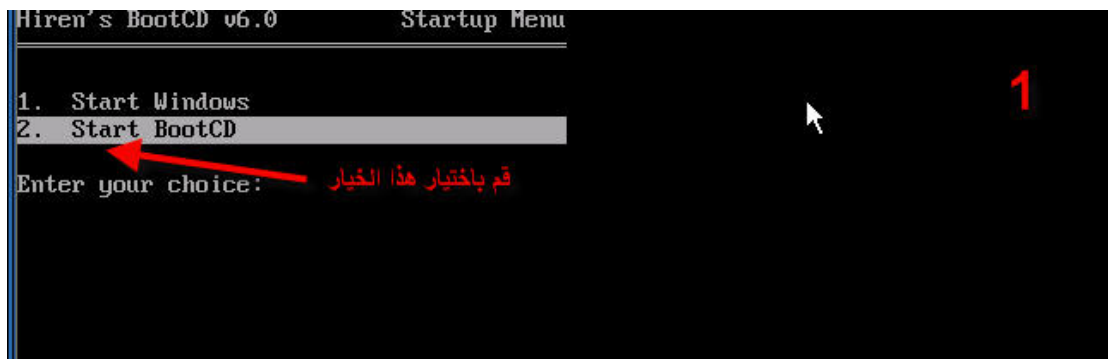 Hiren's BootCD v6.0 Startup Menu
1
1. Start Windows
2. Start BootCD
Enter your choice:
قم باختيار هذا الخيار